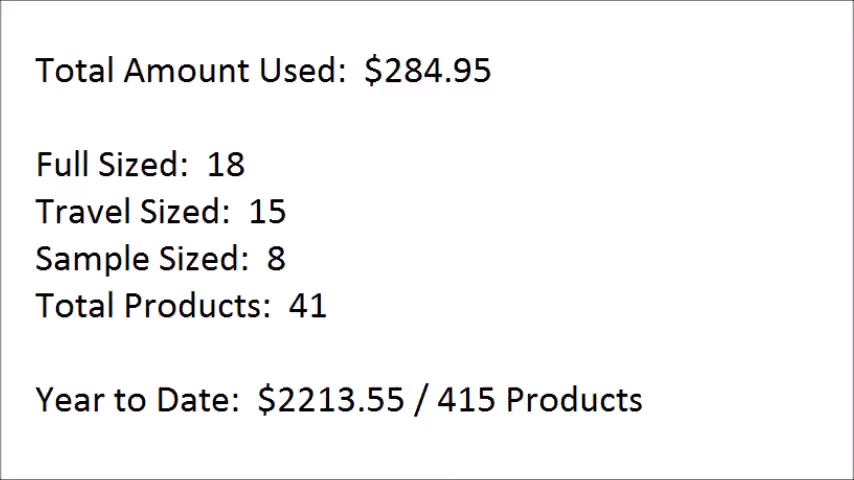 Total Amount Used: $284.95
Full Sized: 18
Travel Sized: 15
Sample Sized: 8
Total Products: 41
Year to Date: $2213.55 / 415 Products